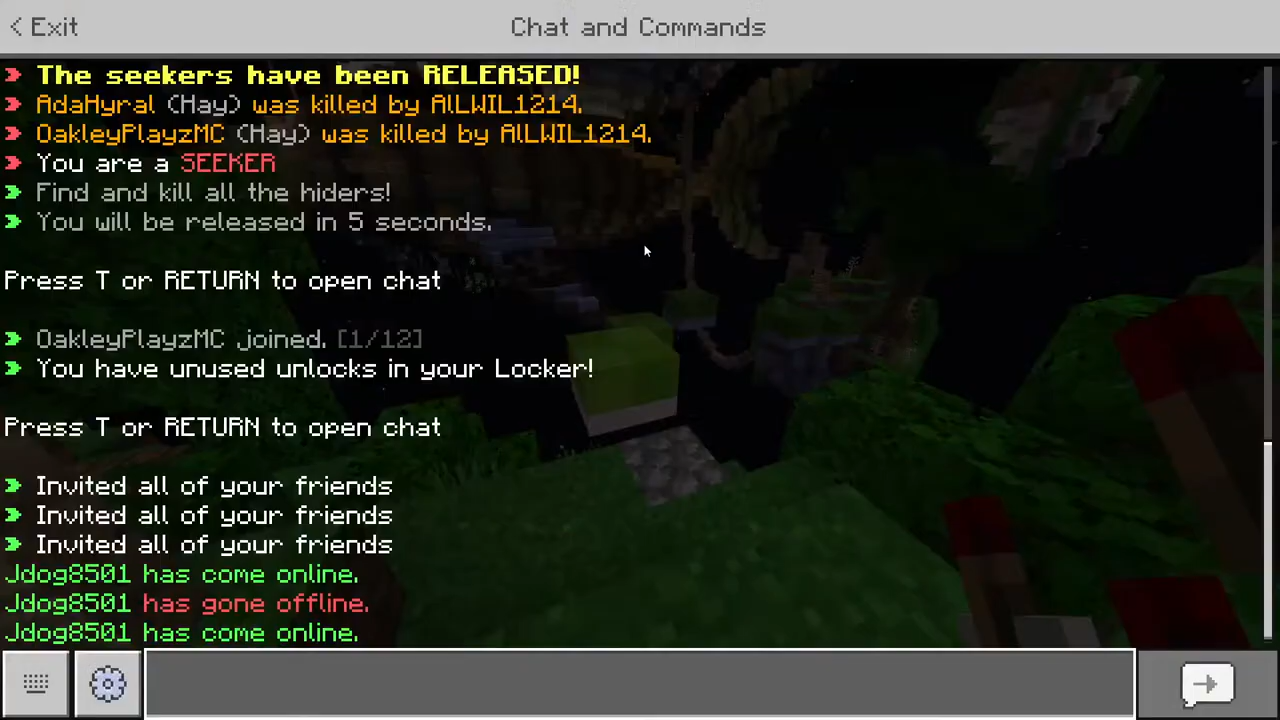 < Exit
Chat and Commands
The seekers have been RELEASED!
AdaHyral (Hay) was killed by AlLWIL1214.
OakleyPlayzMC (Hay) was killed by AlLWIL1214.
You are a SEEKER
Find and kill all the hiders!
You will be released in 5 seconds.
Press T or RETURN to open chat
OakleyPlayzMC joined. [1/12]
You have unused unlocks in your Locker!
Press T or RETURN to open chat
Invited all of your friends
Invited all of your friends
Invited all of your friends
Jdog8501 has come online.
Jdog8501 has gone offline.
Jdog8501 has come online.